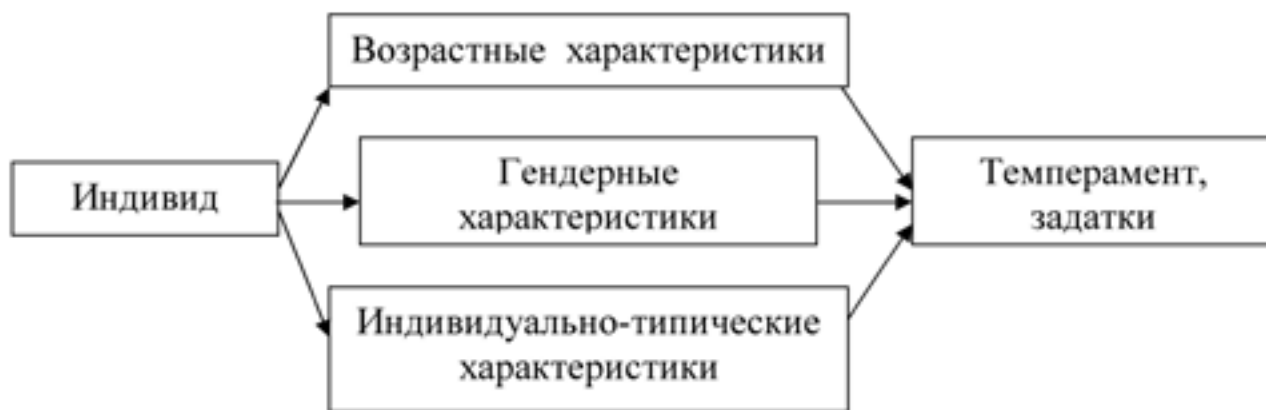 Возрастные характеристики
Индивид
Гендерные
характеристики
Темперамент,
задатки
Индивидуально-типические
характеристики